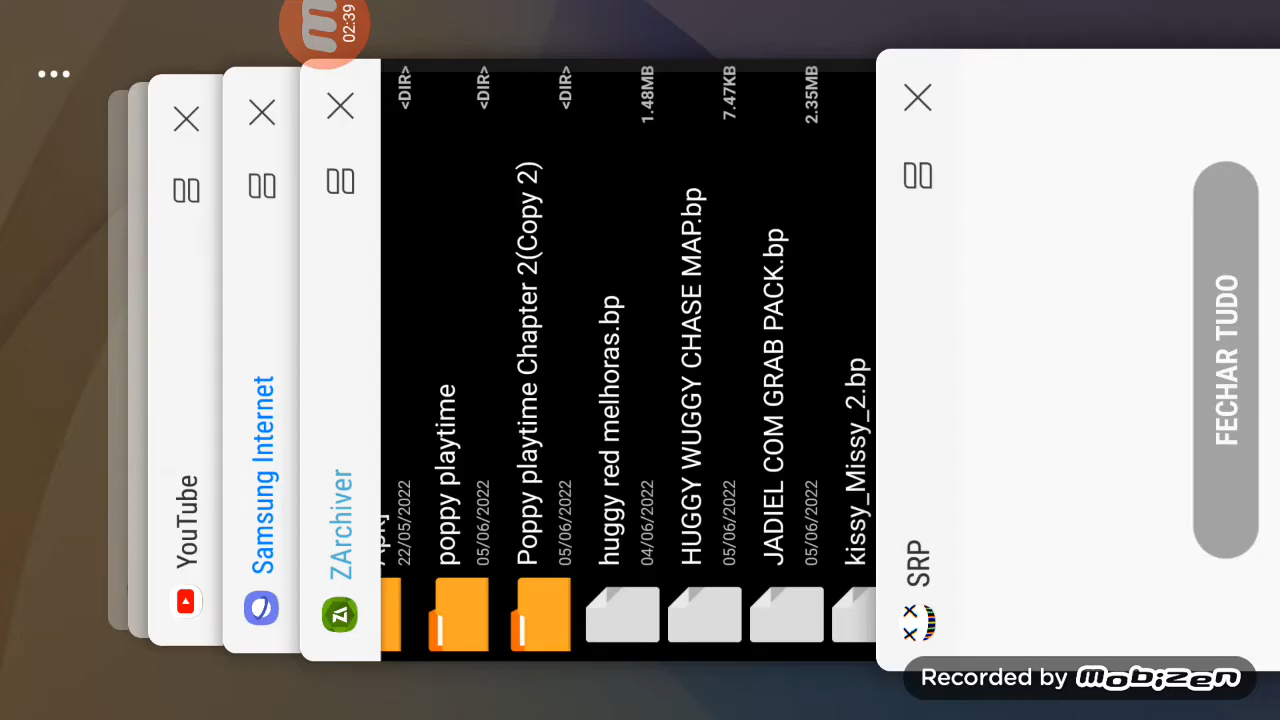 02:39
YouTube
Samsung Internet
ZArchiver
22/05/2022
<DIR>
poppy playtime
05/06/2022
<DIR>
Poppy playtime Chapter 2(Copy 2)
05/06/2022
<DIR>
huggy red melhoras.bp
04/06/2022
1.48MB
HUGGY WUGGY CHASE MAP.bp
05/06/2022
7.47KB
JADIEL COM GRAB PACK.bp
05/06/2022
2.35MB
kissy_Missy_2.bp
SRP
FECHAR TUDO
Recorded by mobizen